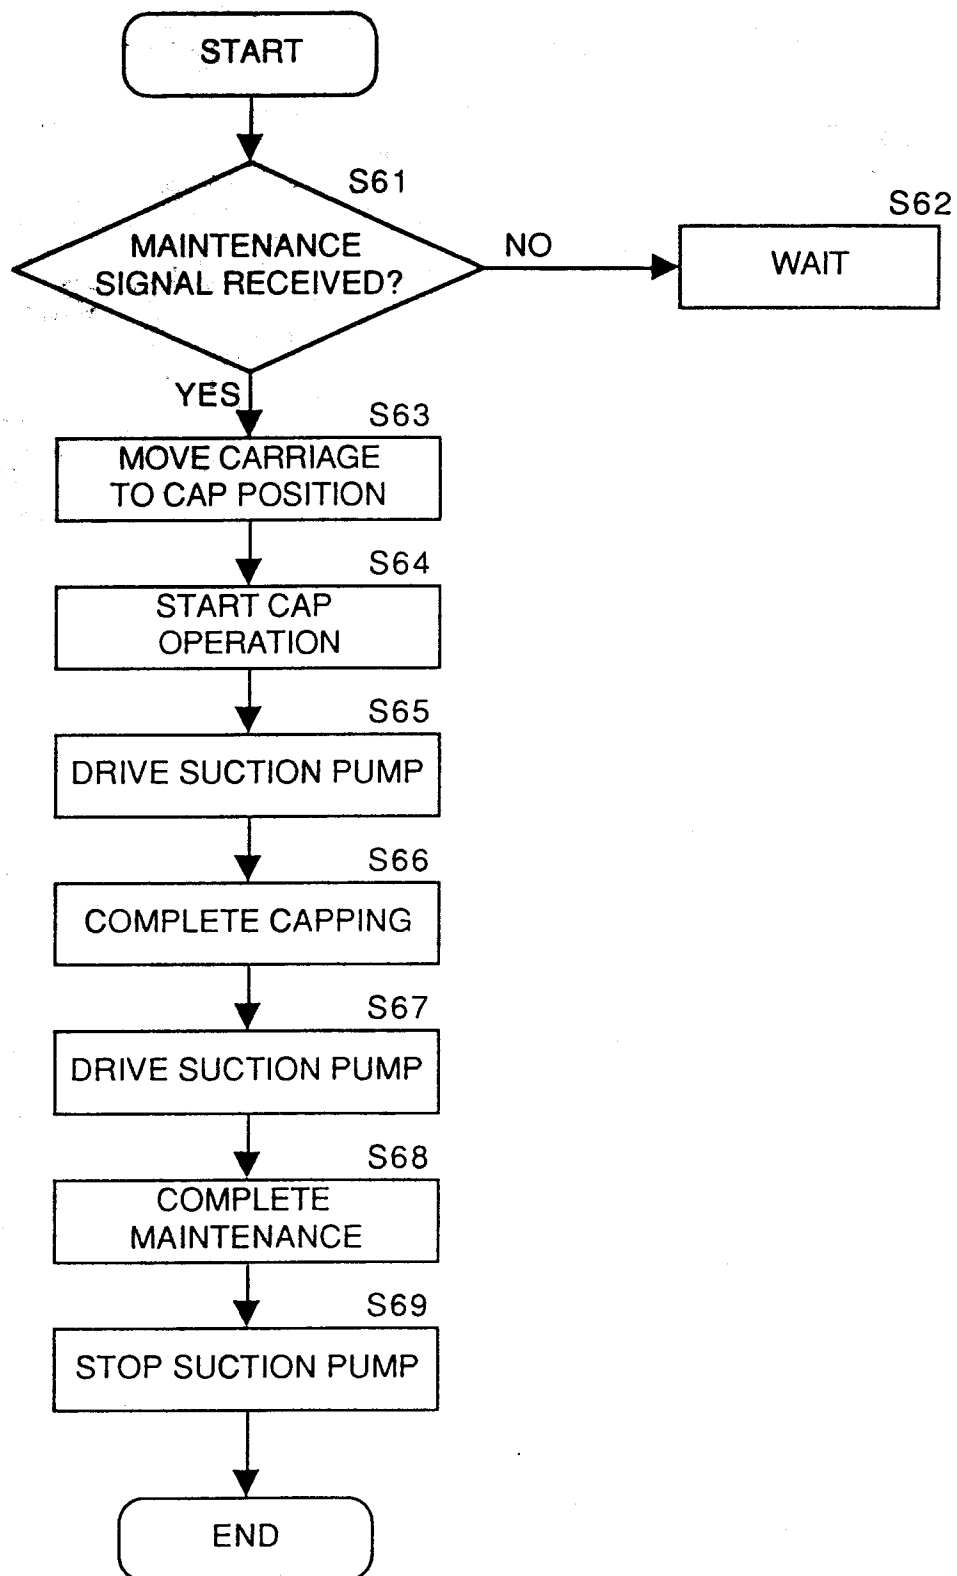 START
S61
MAINTENANCE
SIGNAL RECEIVED?
NO
S62
WAIT
YES
S63
MOVE CARRIAGE
TO CAP POSITION
S64
START CAP
OPERATION
S65
DRIVE SUCTION PUMP
S66
COMPLETE CAPPING
S67
DRIVE SUCTION PUMP
S68
COMPLETE
MAINTENANCE
S69
STOP SUCTION PUMP
END